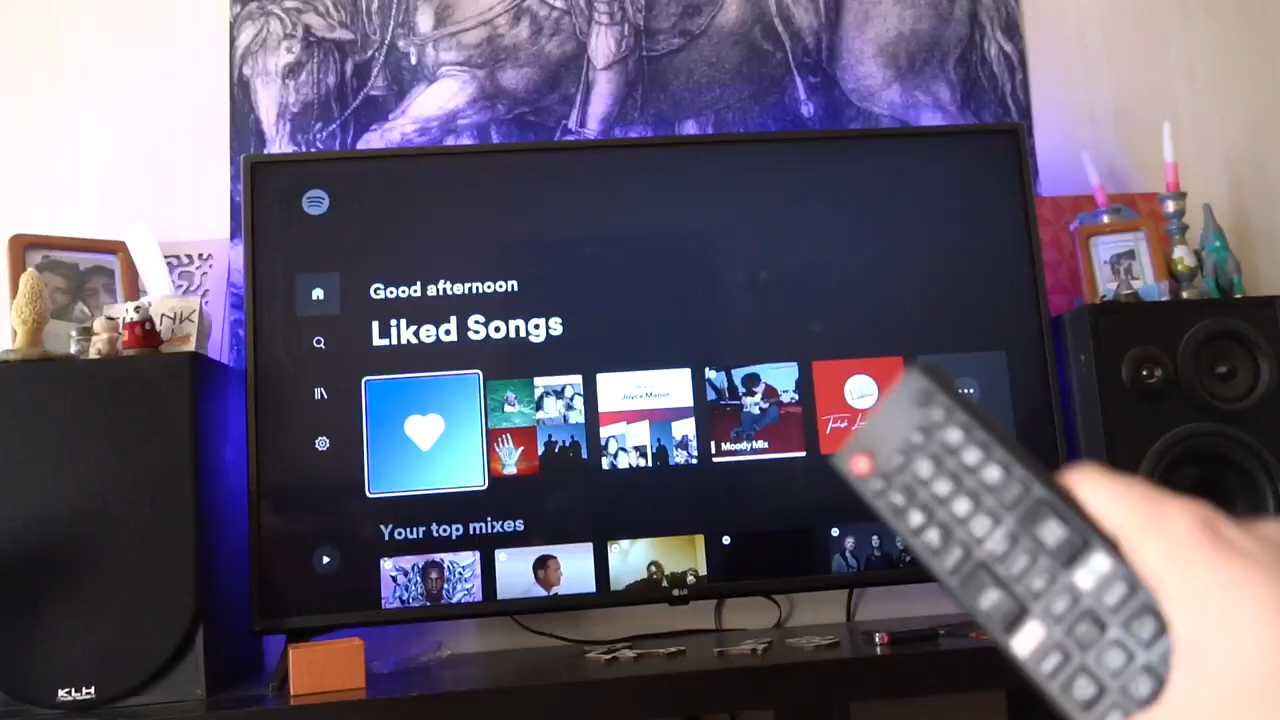 Good afternoon
Liked Songs
Joyce Manor
Moody Mix
Your top mixes
LG
KLH
NK